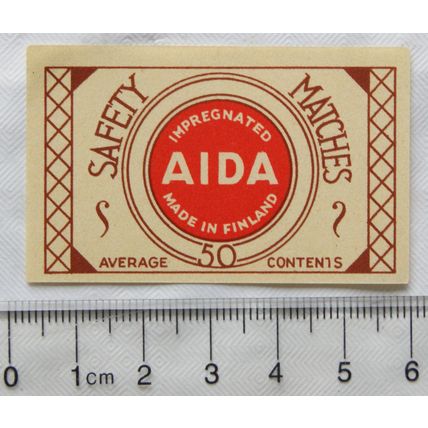 SAFETY MATCHES
IMPREGNATED
AIDA
MADE IN FINLAND
AVERAGE 50 CONTENTS
0 1cm 2 3 4 5 6